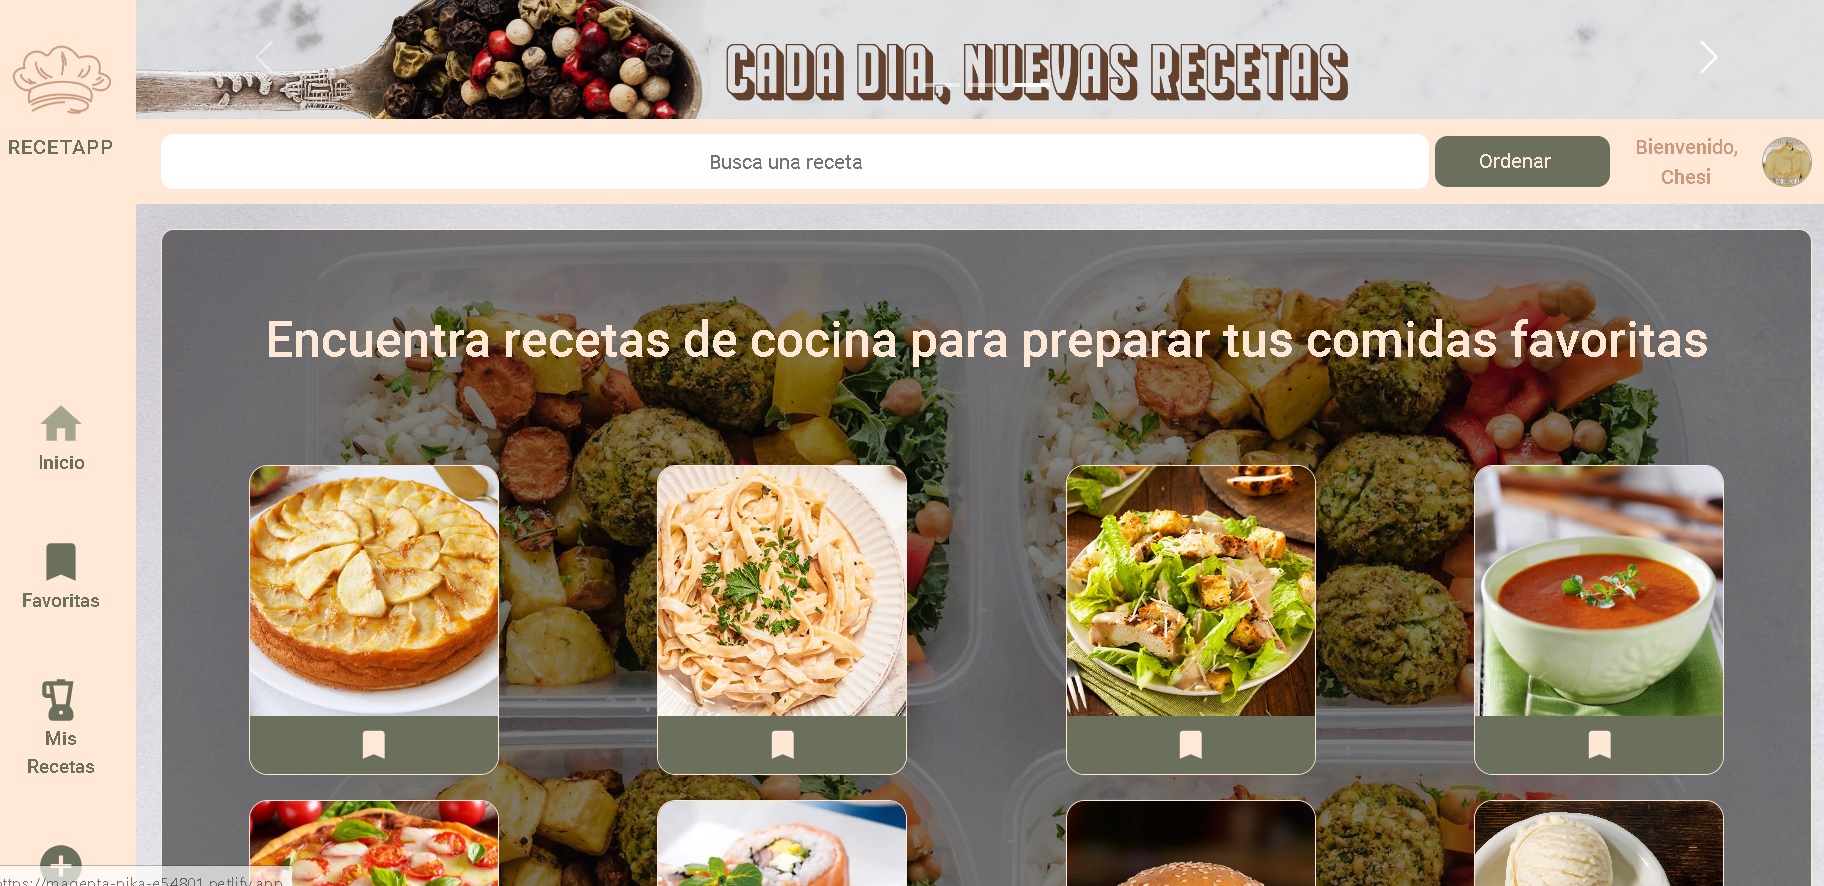 CADA DIA, NUEVAS RECETAS
RECETAPP
Busca una receta
Ordenar
Bienvenido,
Chesi
Encuentra recetas de cocina para preparar tus comidas favoritas
Inicio
Favoritas
Mis
Recetas
https://magenta-pika-e54801.netlify.app